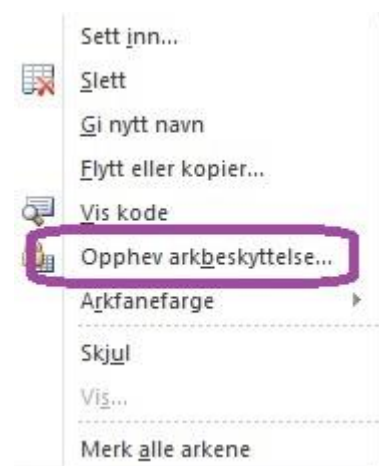 Sett inn...
Slett
Gi nytt navn
Flytt eller kopier...
Vis kode
Opphev arkbeskyttelse...
Arkfanefarge
Skjul
Vis...
Merk alle arkene